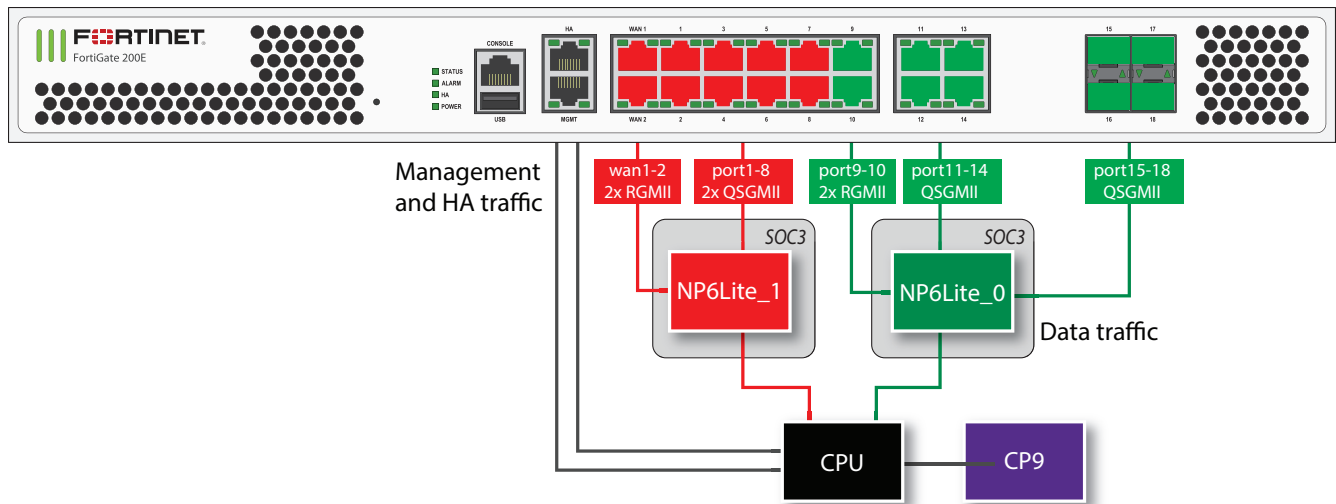 FORTINET
FortiGate 200E
STATUS
ALARM
HA
POWER
CONSOLE
USB
HA
MGMT
WAN 1
1
3
5
7
9
WAN 2
2
4
6
8
10
11
13
12
14
15
17
16
18
Management
and HA traffic
wan1-2
2x RGMII
port1-8
2x QSGMII
port9-10
2x RGMII
port11-14
QSGMII
port15-18
QSGMII
SOC3
NP6Lite_1
SOC3
NP6Lite_0
Data traffic
CPU
CP9